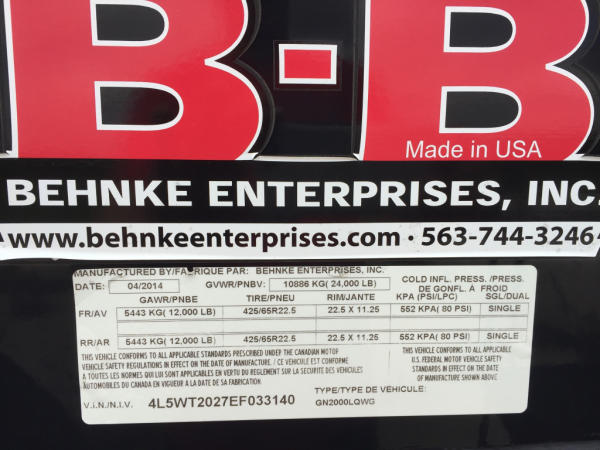 B-B
Made in USA
BEHNKE ENTERPRISES, INC.
www.behnkeenterprises.com · 563-744-3246
MANUFACTURED BY/FABRIQUE PAR: BEHNKE ENTERPRISES, INC.
DATE: 04/2014 GVWR/PNBV: 10886 KG( 24,000 LB) COLD INFL. PRESS. /PRESS. DE GONFL. A FROID
GAWR/PNBE TIRE/PNEU RIM/JANTE KPA (PSI/LPC) SGL/DUAL
FR/AV 5443 KG( 12,000 LB) 425/65R22.5 22.5 X 11.25 552 KPA( 80 PSI) SINGLE
RR/AR 5443 KG( 12,000 LB) 425/65R22.5 22.5 X 11.25 552 KPA( 80 PSI) SINGLE
THIS VEHICLE CONFORMS TO ALL APPLICABLE STANDARDS PRESCRIBED UNDER THE CANADIAN MOTOR
VEHICLE SAFETY REGULATIONS IN EFFECT ON THE DATE OF MANUFACTURE. / CE VEHICULE EST CONFORME
A TOUTES LES NORMES QUI LUI SONT APPLICABLES EN VERTU DU REGLEMENT SUR LA SECURITE DES VEHICULES
AUTOMOBILES DU CANADA EN VIGUEUR A LA DATE DE SA FABRICATION.
THIS VEHICLE CONFORMS TO ALL APPLICABLE
U.S. FEDERAL MOTOR VEHICLE SAFETY
STANDARDS IN EFFECT ON THE DATE
OF MANUFACTURE SHOWN ABOVE.
V.I.N./N.I.V. 4L5WT2027EF033140 TYPE OF VEHICLE/TYPE DE VÉHICULE:
GN2000LQWG